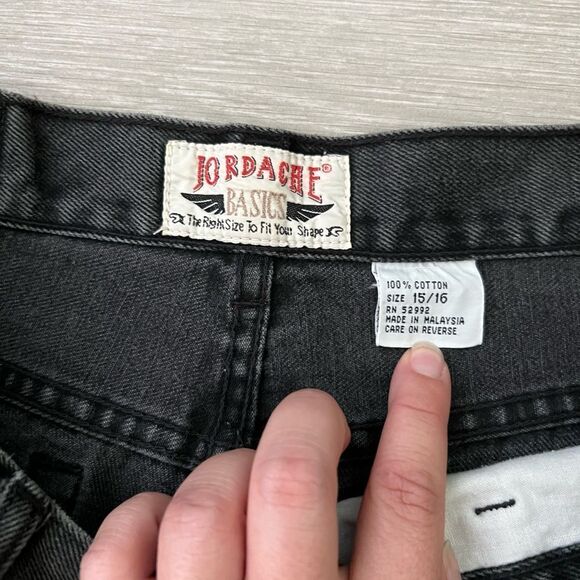 JORDACHE®
BASICS
The Right Size To Fit Your Shape
100% COTTON
SIZE 15/16
RN 52992
MADE IN MALAYSIA
CARE ON REVERSE